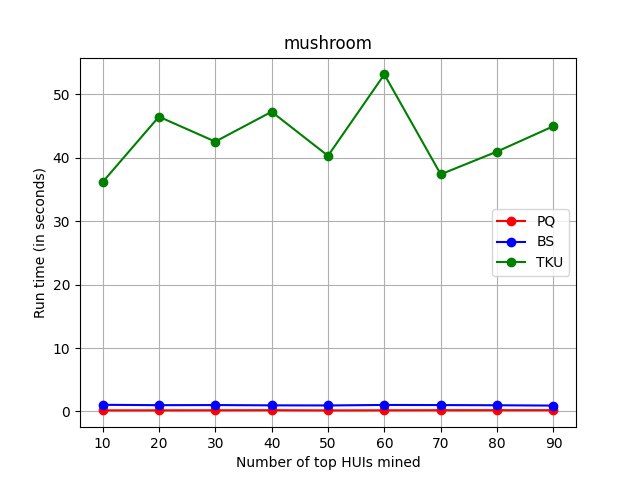 mushroom
Run time (in seconds)
50
40
30
20
10
0
PQ
BS
TKU
10 20 30 40 50 60 70 80 90
Number of top HUIs mined